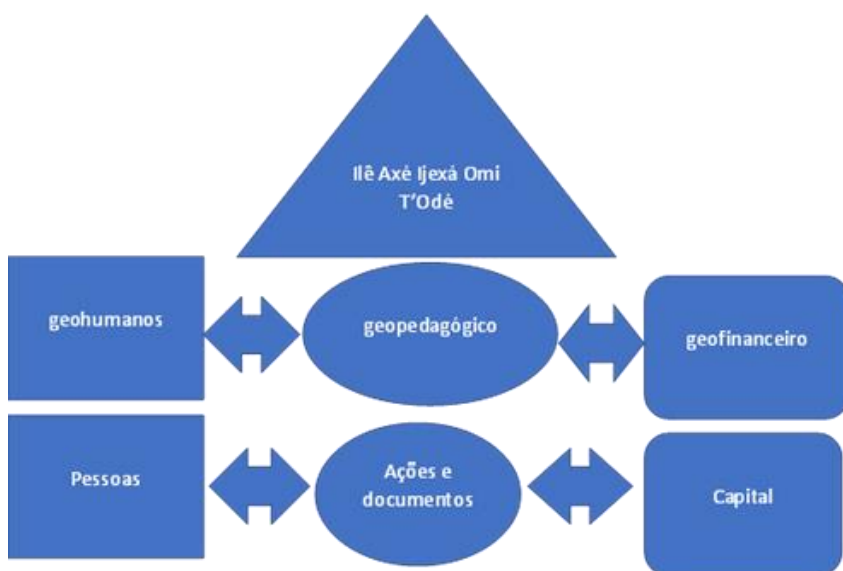 Ilê Axé Ijexá Omi
T'Odé
geohumanos
geopedagógico
geofinanceiro
Pessoas
Ações e
documentos
Capital